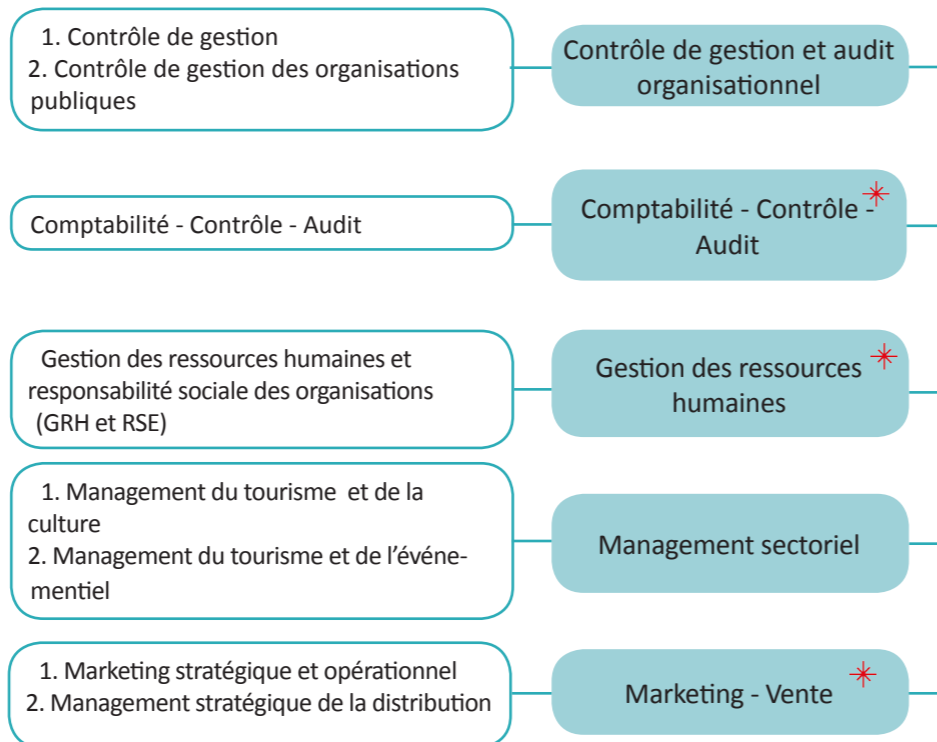 1. Contrôle de gestion
2. Contrôle de gestion des organisations
publiques
Contrôle de gestion et audit
organisationnel
Comptabilité - Contrôle - Audit
Comptabilité - Contrôle -
Audit
Gestion des ressources humaines et
responsabilité sociale des organisations
(GRH et RSE)
Gestion des ressources
humaines
1. Management du tourisme et de la
culture
2. Management du tourisme et de l'événe-
mentiel
Management sectoriel
1. Marketing stratégique et opérationnel
2. Management stratégique de la distribution
Marketing - Vente